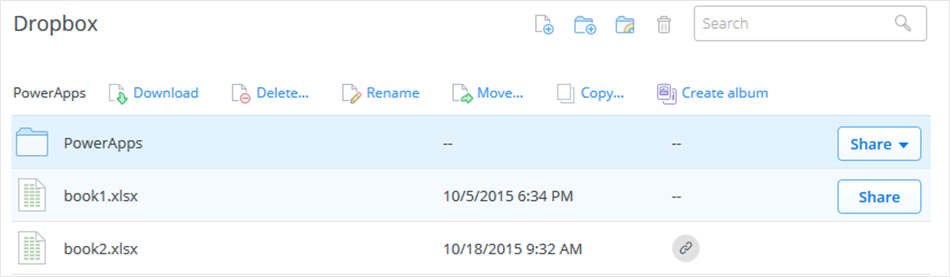 Dropbox
Search
PowerApps Download Delete... Rename Move... Copy... Create album
PowerApps -- -- Share
book1.xlsx 10/5/2015 6:34 PM -- Share
book2.xlsx 10/18/2015 9:32 AM